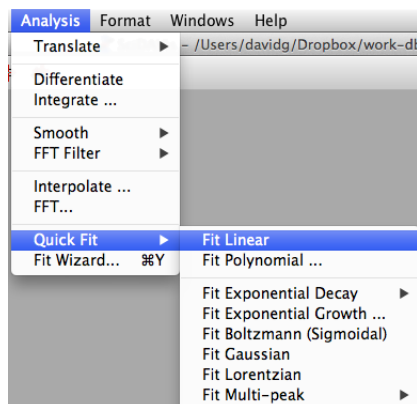 Analysis Format Windows Help
Translate ▶ - /Users/davidg/Dropbox/work-db
Differentiate
Integrate ...
Smooth ▶
FFT Filter ▶
Interpolate ...
FFT...
Quick Fit ▶ Fit Linear
Fit Wizard... ⌘Y Fit Polynomial ...
Fit Exponential Decay ▶
Fit Exponential Growth ...
Fit Boltzmann (Sigmoidal)
Fit Gaussian
Fit Lorentzian
Fit Multi-peak ▶